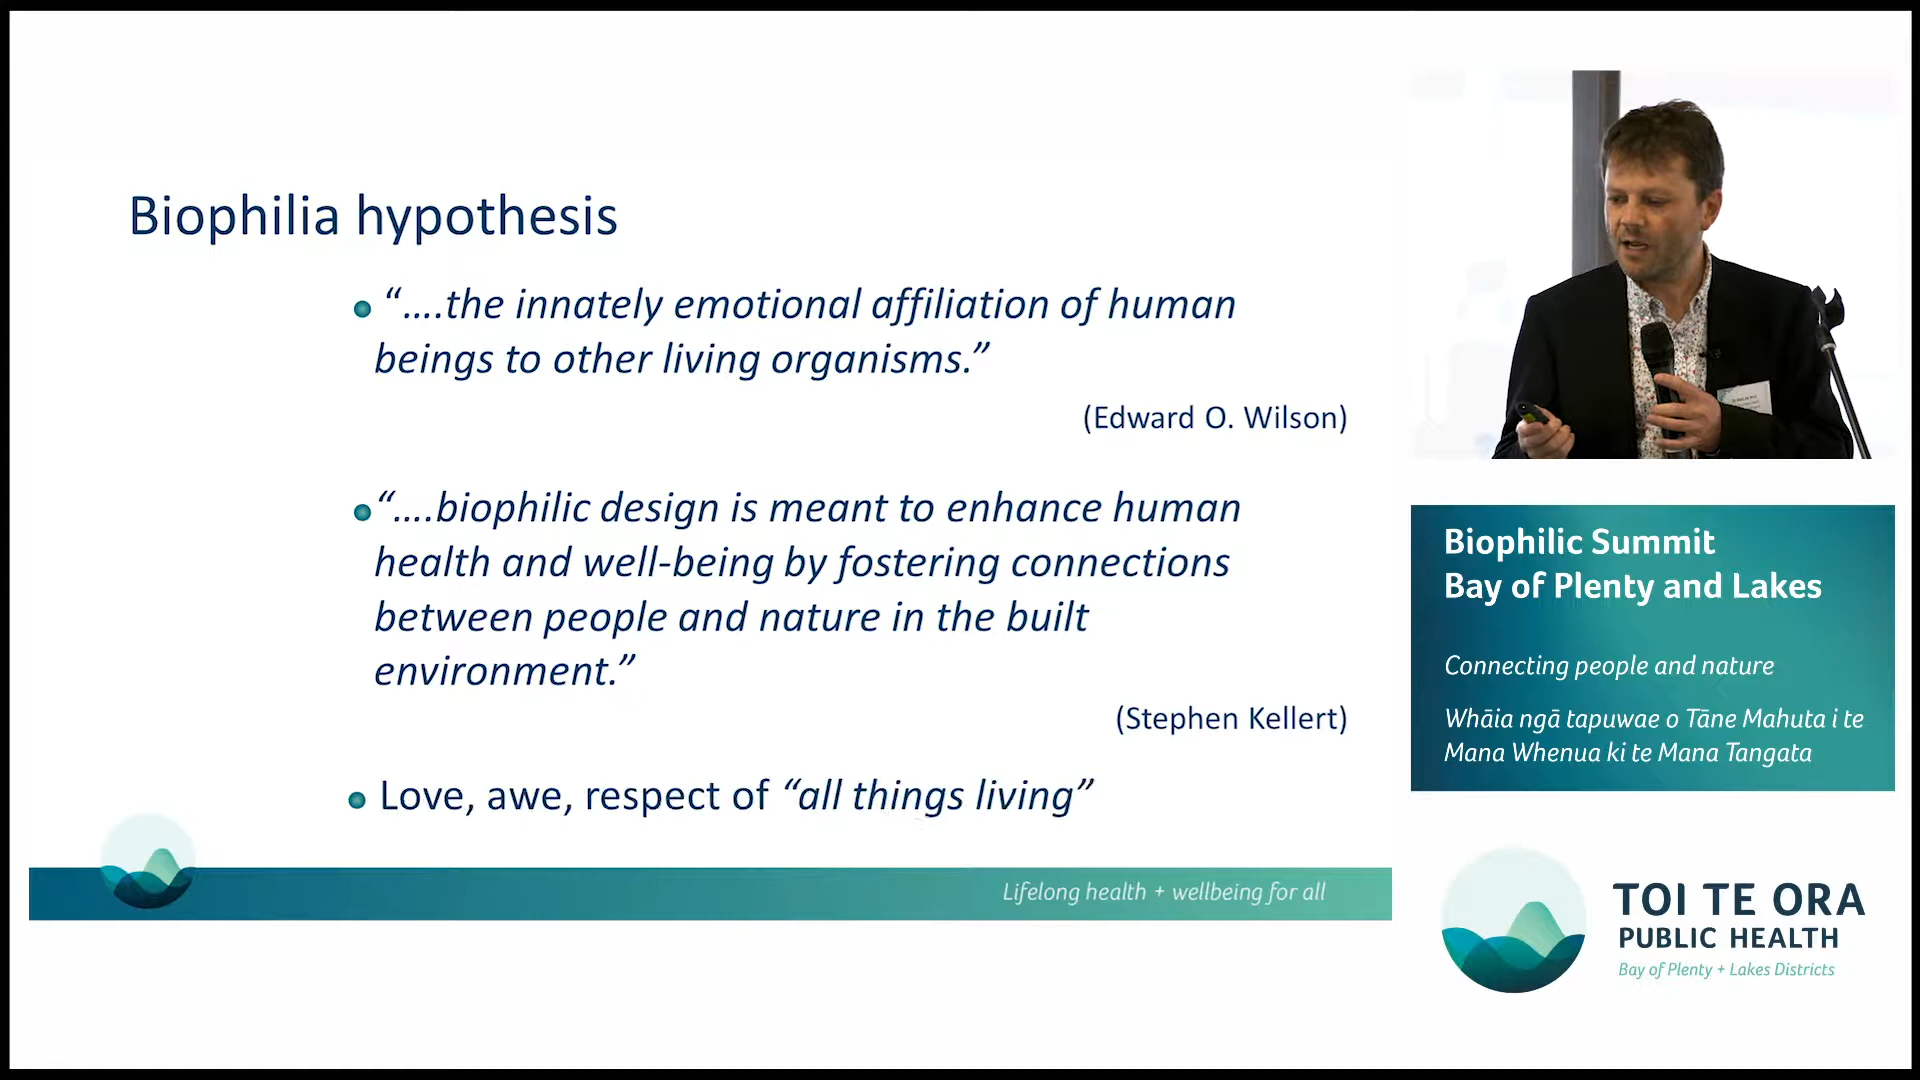 Biophilia hypothesis
“....the innately emotional affiliation of human
beings to other living organisms.”
(Edward O. Wilson)
“....biophilic design is meant to enhance human
health and well-being by fostering connections
between people and nature in the built
environment.”
(Stephen Kellert)
Love, awe, respect of “all things living”
Lifelong health + wellbeing for all
Biophilic Summit
Bay of Plenty and Lakes
Connecting people and nature
Whāia ngā tapuwae o Tāne Mahuta i te
Mana Whenua ki te Mana Tangata
TOI TE ORA
PUBLIC HEALTH
Bay of Plenty + Lakes Districts